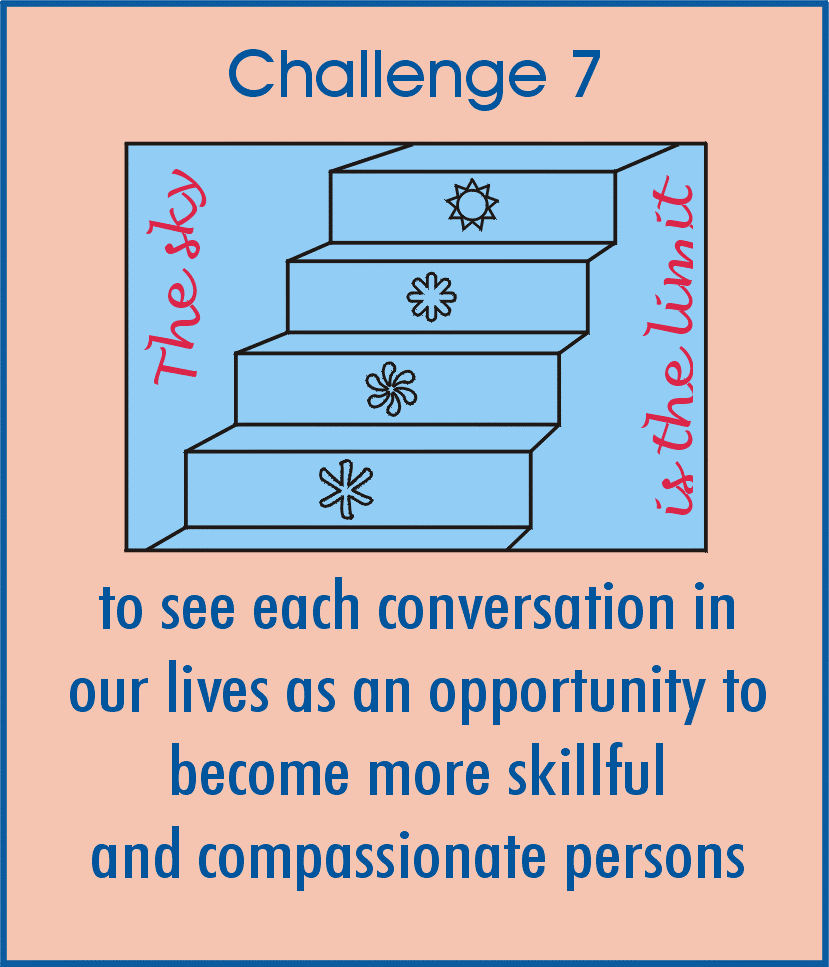 Challenge 7
The sky
is the limit
to see each conversation in
our lives as an opportunity to
become more skillful
and compassionate persons